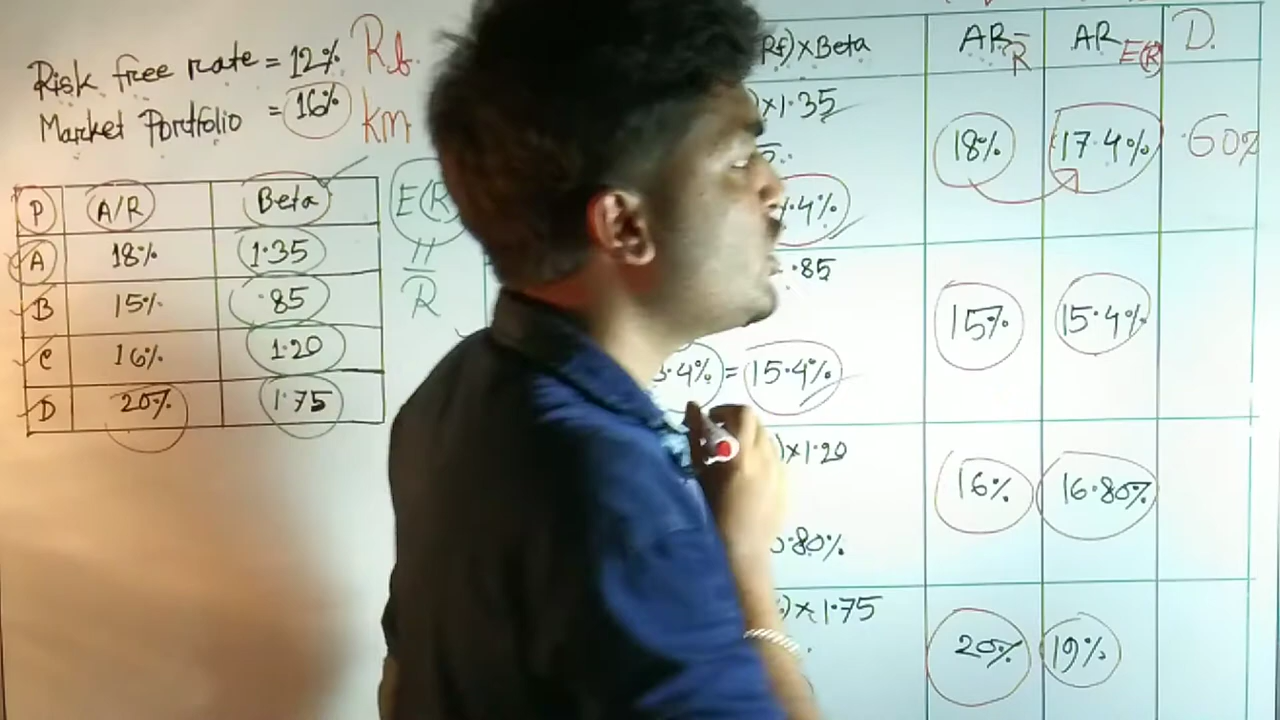 Risk free rate = 12% Rf.
Market Portfolio = 16% km
P A/R Beta
A 18% 1.35
B 15% .85
C 16% 1.20
D 20% 1.75
E(R)
=
R
Rf) x Beta
) x 1.35
5.
.4%
.85
.4% = 15.4%
) x 1.20
.80%
) x 1.75
AR R AR E(R) D.
18% 17.4% .60%
15% 15.4%
16% 16.80%
20% 19%